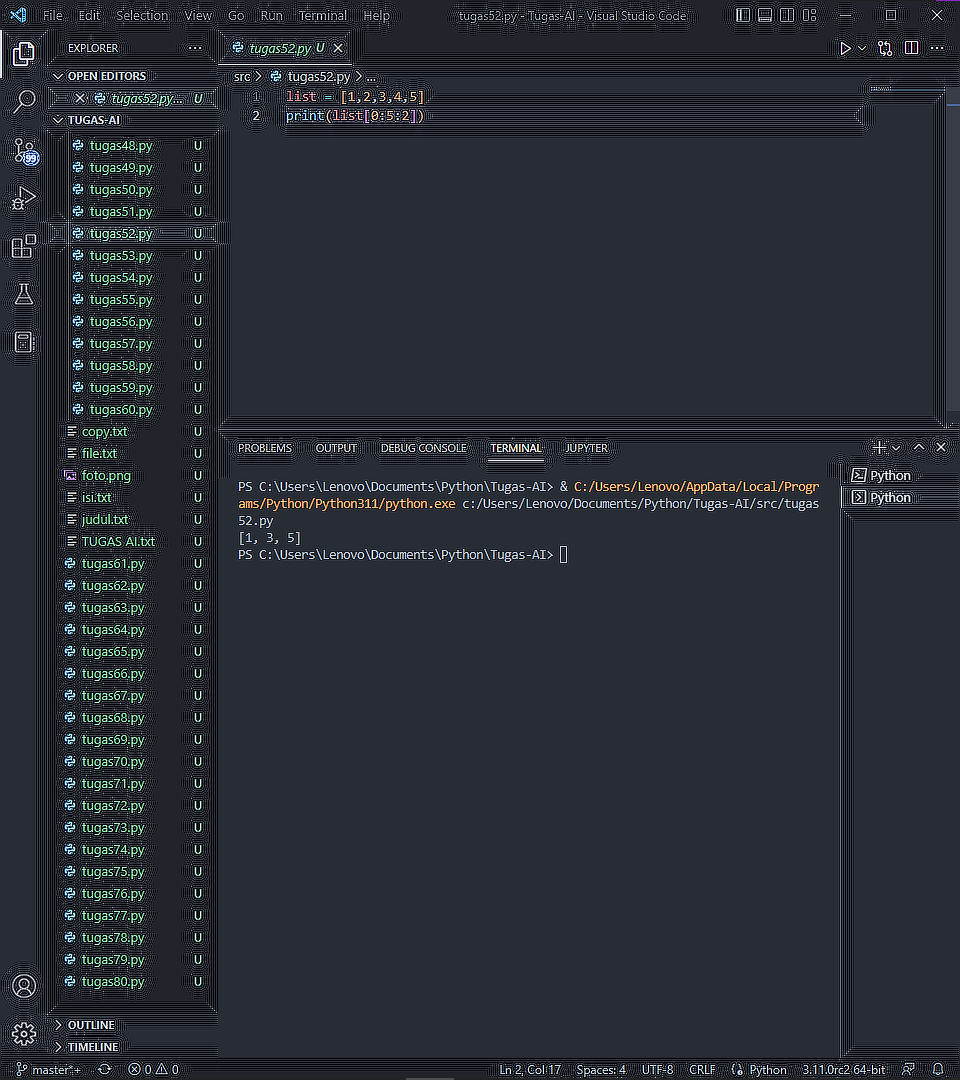 File Edit Selection View Go Run Terminal Help tugas52.py - Tugas-AI - Visual Studio Code
EXPLORER
OPEN EDITORS
tugas52.py... U
TUGAS-AI
tugas48.py U
tugas49.py U
tugas50.py U
tugas51.py U
tugas52.py U
tugas53.py U
tugas54.py U
tugas55.py U
tugas56.py U
tugas57.py U
tugas58.py U
tugas59.py U
tugas60.py U
copy.txt U
file.txt U
foto.png U
isi.txt U
judul.txt U
TUGAS AI.txt U
tugas61.py U
tugas62.py U
tugas63.py U
tugas64.py U
tugas65.py U
tugas66.py U
tugas67.py U
tugas68.py U
tugas69.py U
tugas70.py U
tugas71.py U
tugas72.py U
tugas73.py U
tugas74.py U
tugas75.py U
tugas76.py U
tugas77.py U
tugas78.py U
tugas79.py U
tugas80.py U
OUTLINE
TIMELINE
99
tugas52.py U
src > tugas52.py > ...
1 list = [1,2,3,4,5]
2 print(list[0:5:2])
PROBLEMS OUTPUT DEBUG CONSOLE TERMINAL JUPYTER
PS C:\Users\Lenovo\Documents\Python\Tugas-AI> & C:/Users/Lenovo/AppData/Local/Progr
ams/Python/Python311/python.exe c:/Users/Lenovo/Documents/Python/Tugas-AI/src/tugas
52.py
[1, 3, 5]
PS C:\Users\Lenovo\Documents\Python\Tugas-AI>
Python
Python
master*+ 0 0 Ln 2, Col 17 Spaces: 4 UTF-8 CRLF Python 3.11.0rc2 64-bit